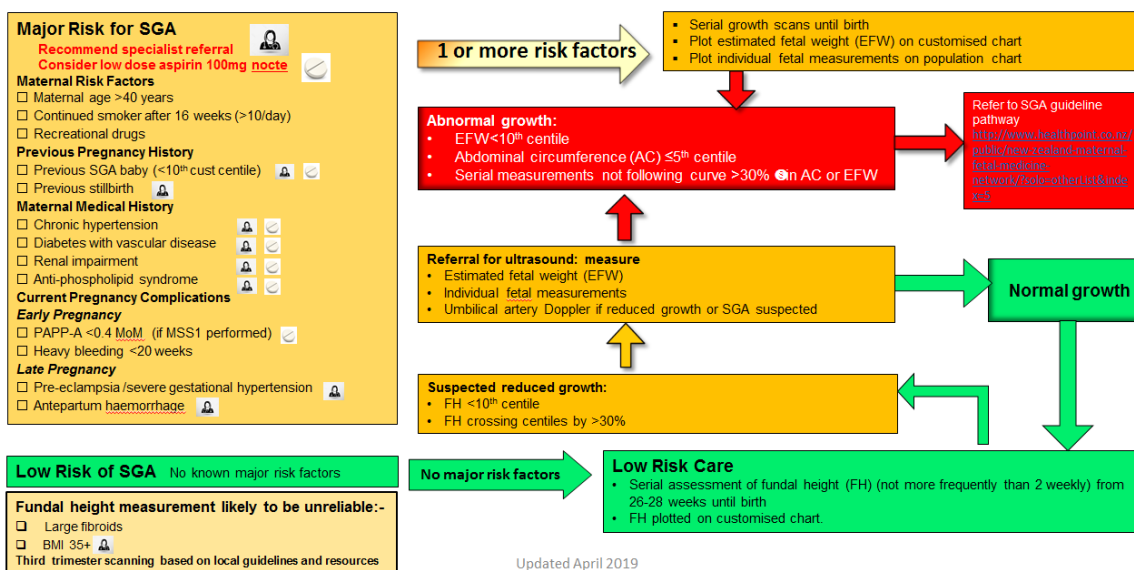 Major Risk for SGA
Recommend specialist referral
Consider low dose aspirin 100mg nocte
Maternal Risk Factors
☐ Maternal age >40 years
☐ Continued smoker after 16 weeks (>10/day)
☐ Recreational drugs
Previous Pregnancy History
☐ Previous SGA baby (<10th cust centile)
☐ Previous stillbirth
Maternal Medical History
☐ Chronic hypertension
☐ Diabetes with vascular disease
☐ Renal impairment
☐ Anti-phospholipid syndrome
Current Pregnancy Complications
Early Pregnancy
☐ PAPP-A <0.4 MoM (if MSS1 performed)
☐ Heavy bleeding <20 weeks
Late Pregnancy
☐ Pre-eclampsia /severe gestational hypertension
☐ Antepartum haemorrhage
Low Risk of SGA No known major risk factors
Fundal height measurement likely to be unreliable:-
❑ Large fibroids
❑ BMI 35+
Third trimester scanning based on local guidelines and resources
1 or more risk factors
▪ Serial growth scans until birth
▪ Plot estimated fetal weight (EFW) on customised chart
▪ Plot individual fetal measurements on population chart
Abnormal growth:
• EFW<10th centile
• Abdominal circumference (AC) ≤5th centile
• Serial measurements not following curve >30% in AC or EFW
Refer to SGA guideline
pathway
http://www.healthpoint.co.nz/
public/new-zealand-maternal-
fetal-medicine-
network/?solo=otherList&inde
x=5
Referral for ultrasound: measure
• Estimated fetal weight (EFW)
• Individual fetal measurements
• Umbilical artery Doppler if reduced growth or SGA suspected
Normal growth
Suspected reduced growth:
• FH <10th centile
• FH crossing centiles by >30%
No major risk factors
Low Risk Care
• Serial assessment of fundal height (FH) (not more frequently than 2 weekly) from
26-28 weeks until birth
• FH plotted on customised chart.
Updated April 2019